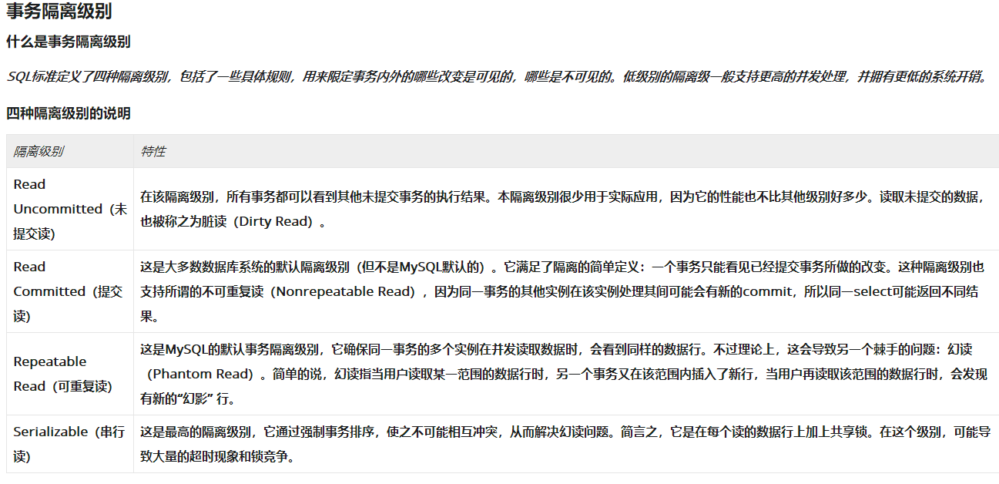 事务隔离级别
什么是事务隔离级别
SQL标准定义了四种隔离级别，包括了一些具体规则，用来限定事务内外的哪些改变是可见的，哪些是不可见的。低级别的隔离级一般支持更高的并发处理，并拥有更低的系统开销。
四种隔离级别的说明
隔离级别 特性
Read
Uncommitted（未
提交读)
在该隔离级别，所有事务都可以看到其他未提交事务的执行结果。本隔离级别很少用于实际应用，因为它的性能也不比其他级别好多少。读取未提交的数据，
也被称之为脏读（Dirty Read）。
Read
Committed（提交
读)
这是大多数数据库系统的默认隔离级别（但不是MySQL默认的）。它满足了隔离的简单定义：一个事务只能看见已经提交事务所做的改变。这种隔离级别也
支持所谓的不可重复读（Nonrepeatable Read），因为同一事务的其他实例在该实例处理其间可能会有新的commit，所以同一select可能返回不同结
果。
Repeatable
Read（可重复读)
这是MySQL的默认事务隔离级别，它确保同一事务的多个实例在并发读取数据时，会看到同样的数据行。不过理论上，这会导致另一个棘手的问题：幻读
（Phantom Read）。简单的说，幻读指当用户读取某一范围的数据行时，另一个事务又在该范围内插入了新行，当用户再读取该范围的数据行时，会发现
有新的“幻影” 行。
Serializable（串行
读)
这是最高的隔离级别，它通过强制事务排序，使之不可能相互冲突，从而解决幻读问题。简言之，它是在每个读的数据行上加上共享锁。在这个级别，可能导
致大量的超时现象和锁竞争。